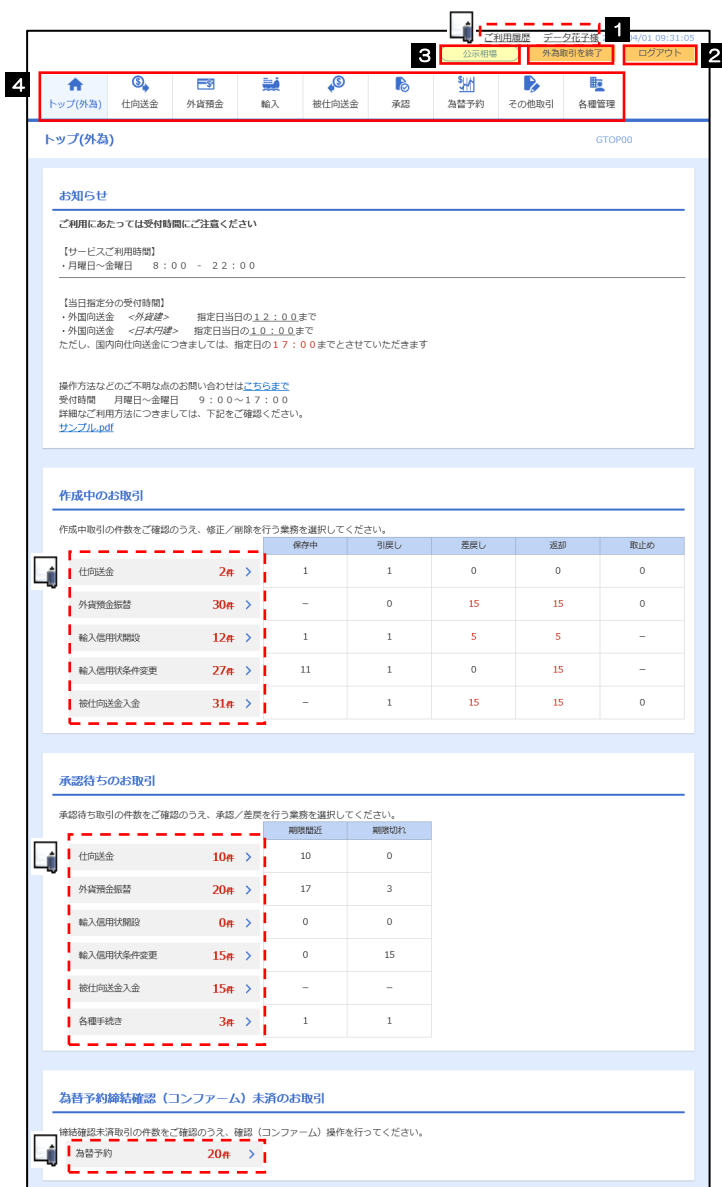 1
ご利用履歴 データ花子様 04/01 09:31:05
3 公示相場 外為取引を終了 ログアウト 2
4
トップ(外為) 仕向送金 外貨預金 輸入 被仕向送金 承認 為替予約 その他取引 各種管理
トップ(外為) GTOP00
お知らせ
ご利用にあたっては受付時間にご注意ください
【サービスご利用時間】
・月曜日～金曜日 8：00 - 22：00
【当日指定分の受付時間】
・外国向送金 <外貨建> 指定日当日の12：00まで
・外国向送金 <日本円建> 指定日当日の10：00まで
ただし、国内向仕向送金につきましては、指定日の17：00までとさせていただきます
操作方法などのご不明な点のお問い合わせはこちらまで
受付時間 月曜日～金曜日 9：00～17：00
詳細なご利用方法につきましては、下記をご確認ください。
サンプル.pdf
作成中のお取引
作成中取引の件数をご確認のうえ、修正／削除を行う業務を選択してください。
保存中 引戻し 差戻し 返却 取止め
仕向送金 2件 1 1 0 0 0
外貨預金振替 30件 － 0 15 15 0
輸入信用状開設 12件 1 1 5 5 －
輸入信用状条件変更 27件 11 1 0 15 －
被仕向送金入金 31件 － 1 15 15 0
承認待ちのお取引
承認待ち取引の件数をご確認のうえ、承認／差戻を行う業務を選択してください。
期限間近 期限切れ
仕向送金 10件 10 0
外貨預金振替 20件 17 3
輸入信用状開設 0件 0 0
輸入信用状条件変更 15件 0 15
被仕向送金入金 15件 － －
各種手続き 3件 1 1
為替予約締結確認（コンファーム）未済のお取引
締結確認未済取引の件数をご確認のうえ、確認（コンファーム）操作を行ってください。
為替予約 20件